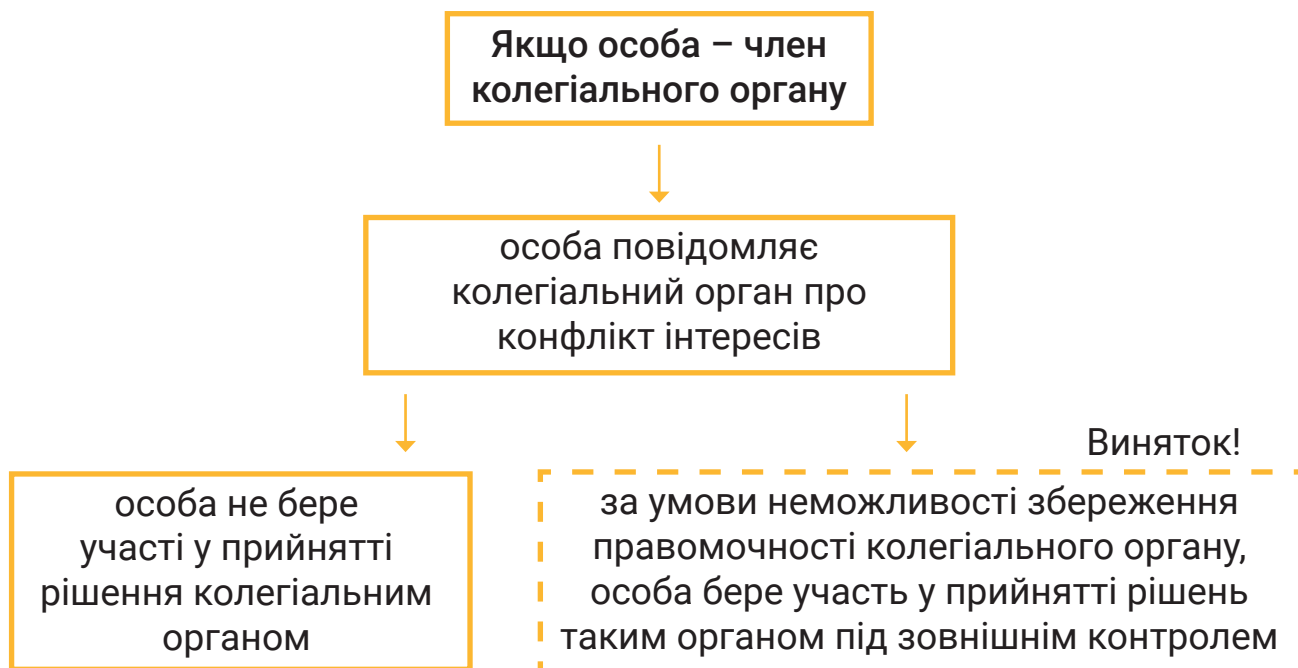 Якщо особа – член
колегіального органу
особа повідомляє
колегіальний орган про
конфлікт інтересів
особа не бере
участі у прийнятті
рішення колегіальним
органом
Виняток!
за умови неможливості збереження
правомочності колегіального органу,
особа бере участь у прийнятті рішень
таким органом під зовнішнім контролем